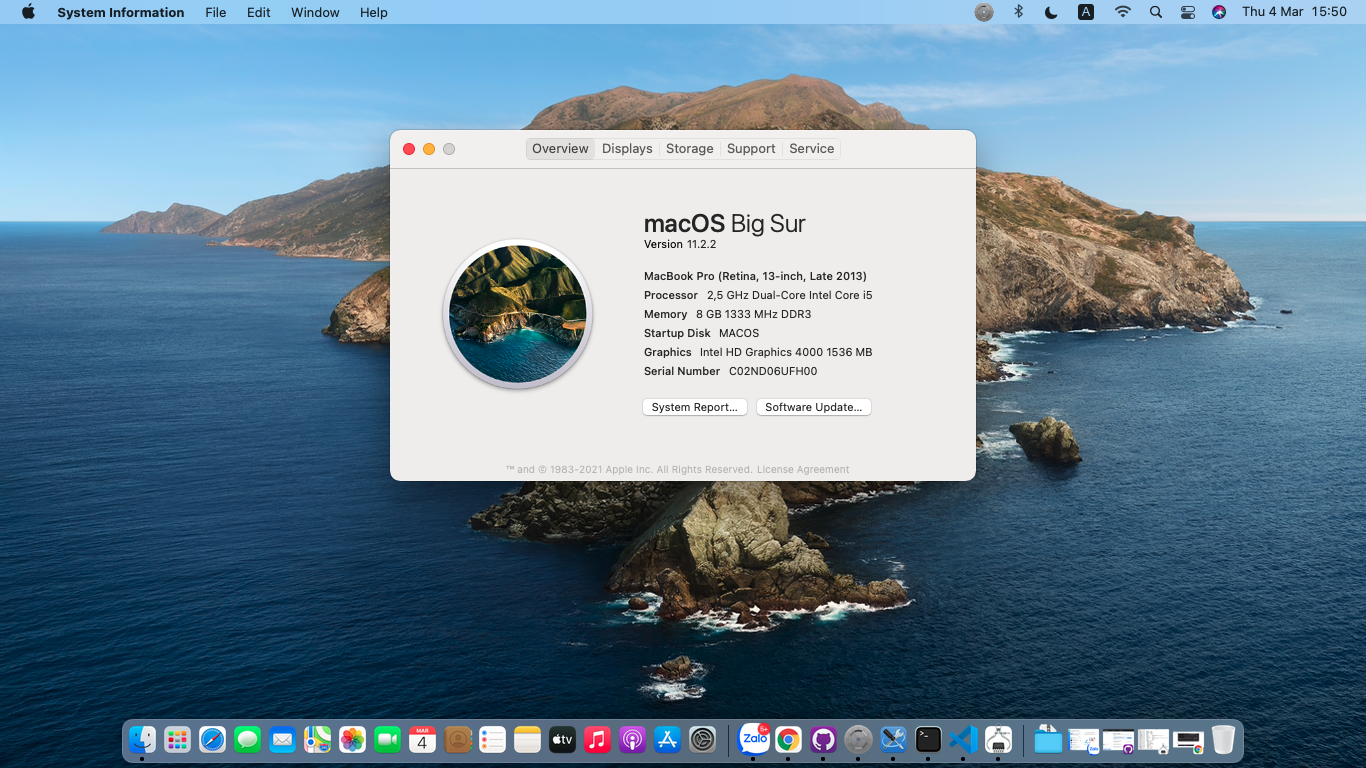 System Information File Edit Window Help A Thu 4 Mar 15:50
Overview Displays Storage Support Service
macOS Big Sur
Version 11.2.2
MacBook Pro (Retina, 13-inch, Late 2013)
Processor 2,5 GHz Dual-Core Intel Core i5
Memory 8 GB 1333 MHz DDR3
Startup Disk MACOS
Graphics Intel HD Graphics 4000 1536 MB
Serial Number C02ND06UFH00
System Report... Software Update...
™ and © 1983-2021 Apple Inc. All Rights Reserved. License Agreement
MAR
4
tv
Zalo
5+
>_